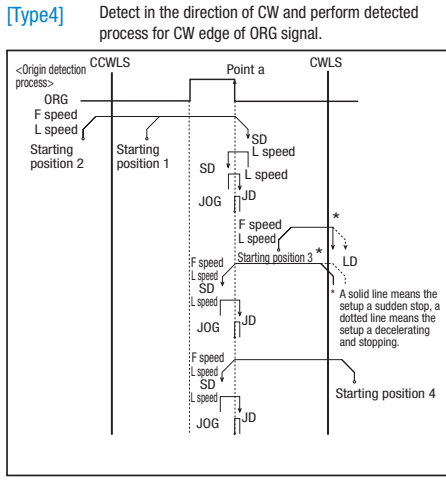 [Type4] Detect in the direction of CW and perform detected
process for CW edge of ORG signal.
<Origin detection
process>
CCWLS
Point a
CWLS
ORG
F speed
L speed
Starting
position 2
Starting
position 1
SD
L speed
SD
L speed
JOG
JD
F speed
L speed
*
Starting position 3
*
LD
F speed
L speed
SD
L speed
JOG
JD
* A solid line means the
setup a sudden stop, a
dotted line means the
setup a decelerating
and stopping.
F speed
L speed
SD
L speed
JOG
JD
Starting position 4